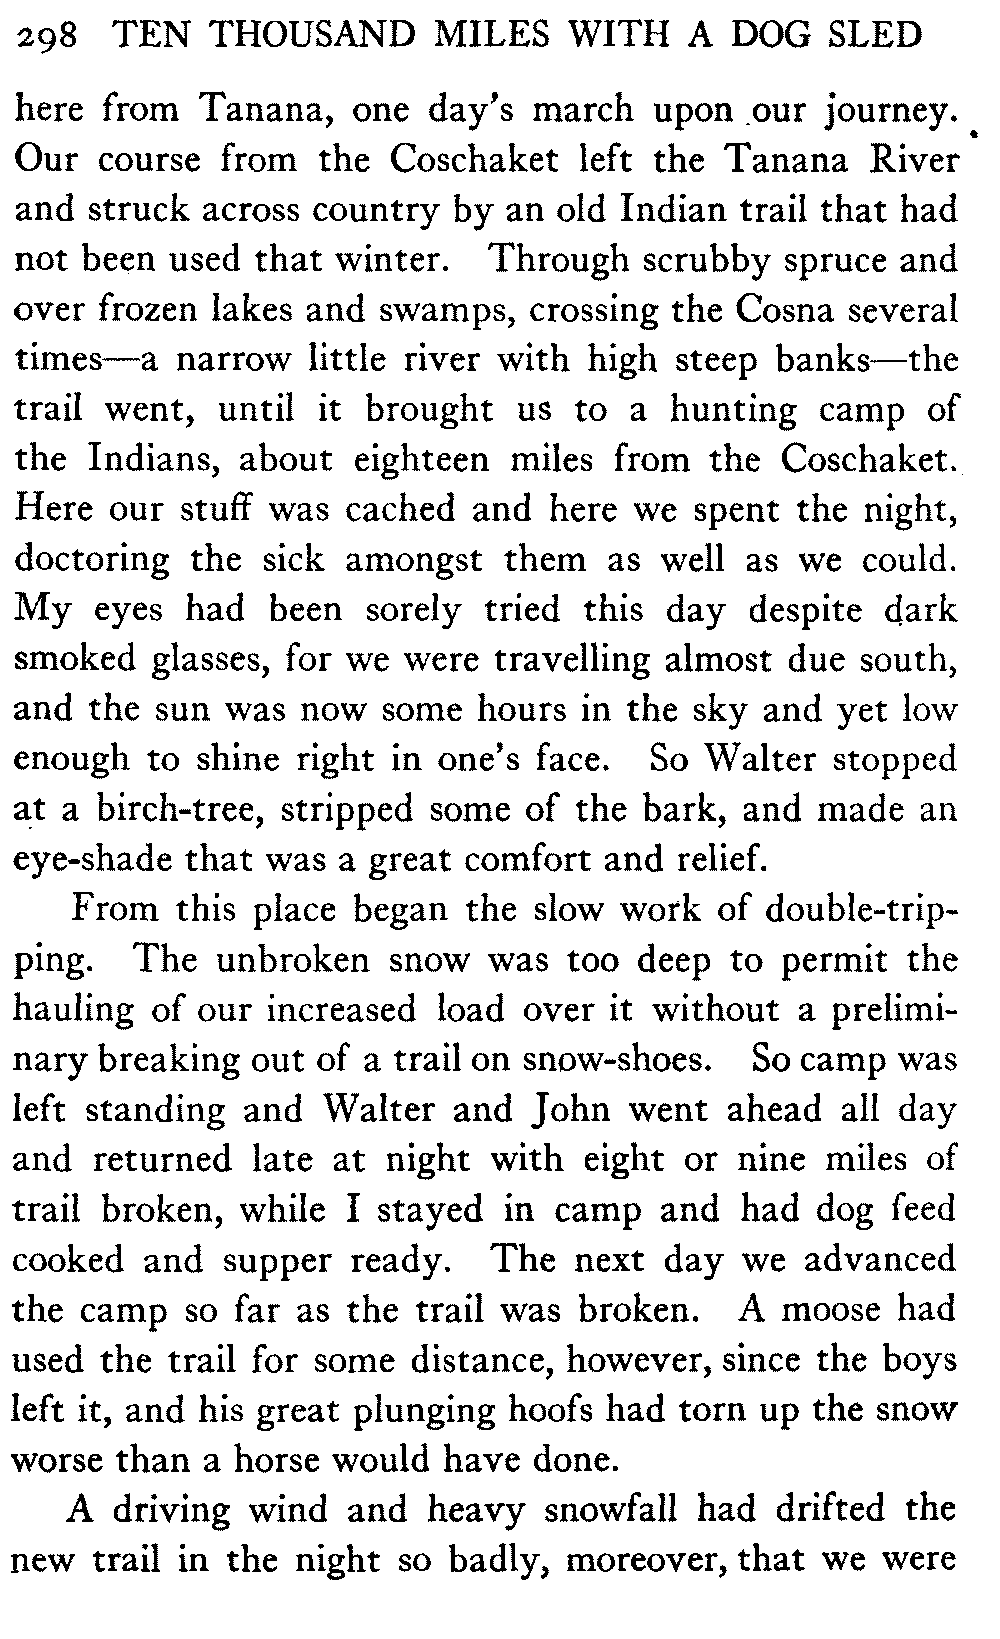 298 TEN THOUSAND MILES WITH A DOG SLED
here from Tanana, one day's march upon our journey.
Our course from the Coschaket left the Tanana River
and struck across country by an old Indian trail that had
not been used that winter. Through scrubby spruce and
over frozen lakes and swamps, crossing the Cosna several
times—a narrow little river with high steep banks—the
trail went, until it brought us to a hunting camp of
the Indians, about eighteen miles from the Coschaket.
Here our stuff was cached and here we spent the night,
doctoring the sick amongst them as well as we could.
My eyes had been sorely tried this day despite dark
smoked glasses, for we were travelling almost due south,
and the sun was now some hours in the sky and yet low
enough to shine right in one's face. So Walter stopped
at a birch-tree, stripped some of the bark, and made an
eye-shade that was a great comfort and relief.
From this place began the slow work of double-trip-
ping. The unbroken snow was too deep to permit the
hauling of our increased load over it without a prelimi-
nary breaking out of a trail on snow-shoes. So camp was
left standing and Walter and John went ahead all day
and returned late at night with eight or nine miles of
trail broken, while I stayed in camp and had dog feed
cooked and supper ready. The next day we advanced
the camp so far as the trail was broken. A moose had
used the trail for some distance, however, since the boys
left it, and his great plunging hoofs had torn up the snow
worse than a horse would have done.
A driving wind and heavy snowfall had drifted the
new trail in the night so badly, moreover, that we were